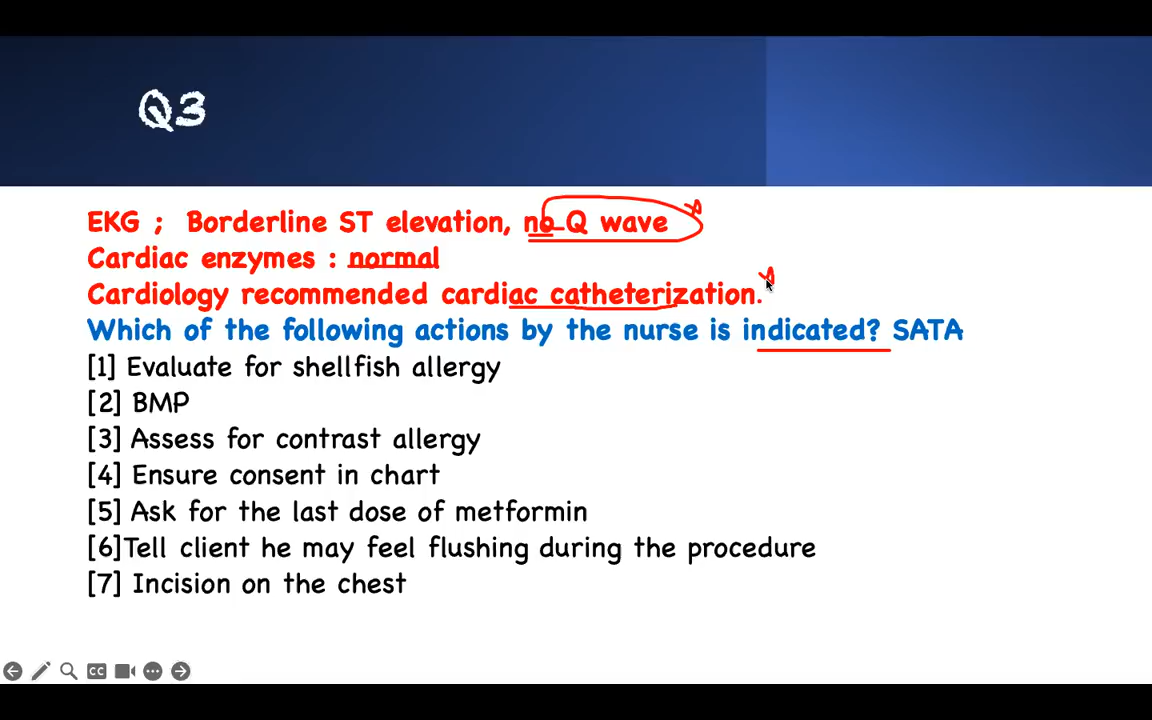 Q3
EKG ; Borderline ST elevation, no Q wave
Cardiac enzymes : normal
Cardiology recommended cardiac catheterization.
Which of the following actions by the nurse is indicated? SATA
[1] Evaluate for shellfish allergy
[2] BMP
[3] Assess for contrast allergy
[4] Ensure consent in chart
[5] Ask for the last dose of metformin
[6]Tell client he may feel flushing during the procedure
[7] Incision on the chest
CC